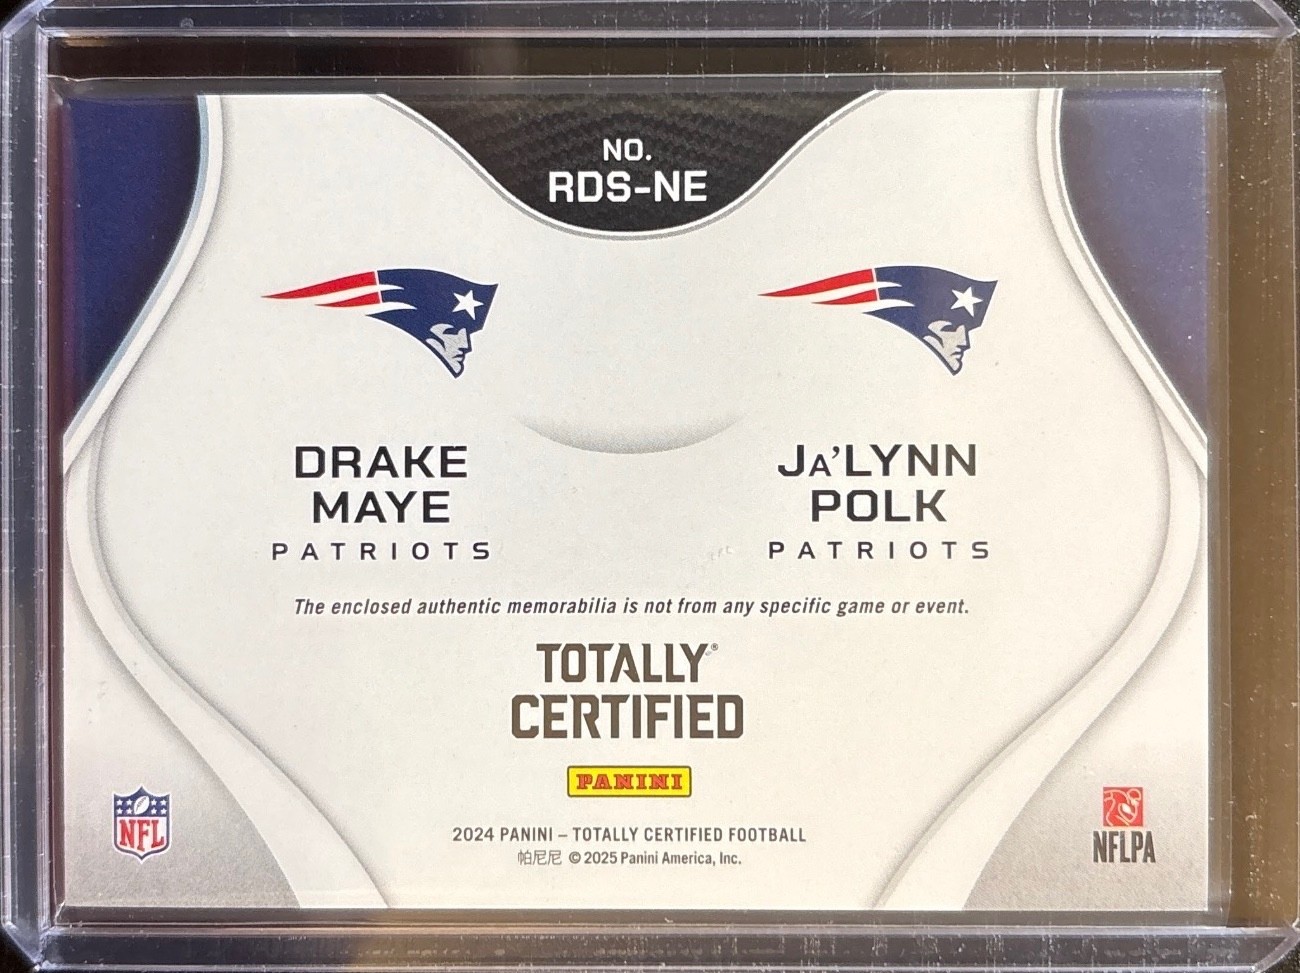 NO.
RDS-NE
DRAKE
MAYE
PATRIOTS
JA'LYNN
POLK
PATRIOTS
The enclosed authentic memorabilia is not from any specific game or event.
TOTALLY®
CERTIFIED
PANINI
2024 PANINI – TOTALLY CERTIFIED FOOTBALL
帕尼尼 © 2025 Panini America, Inc.
NFL
NFLPA